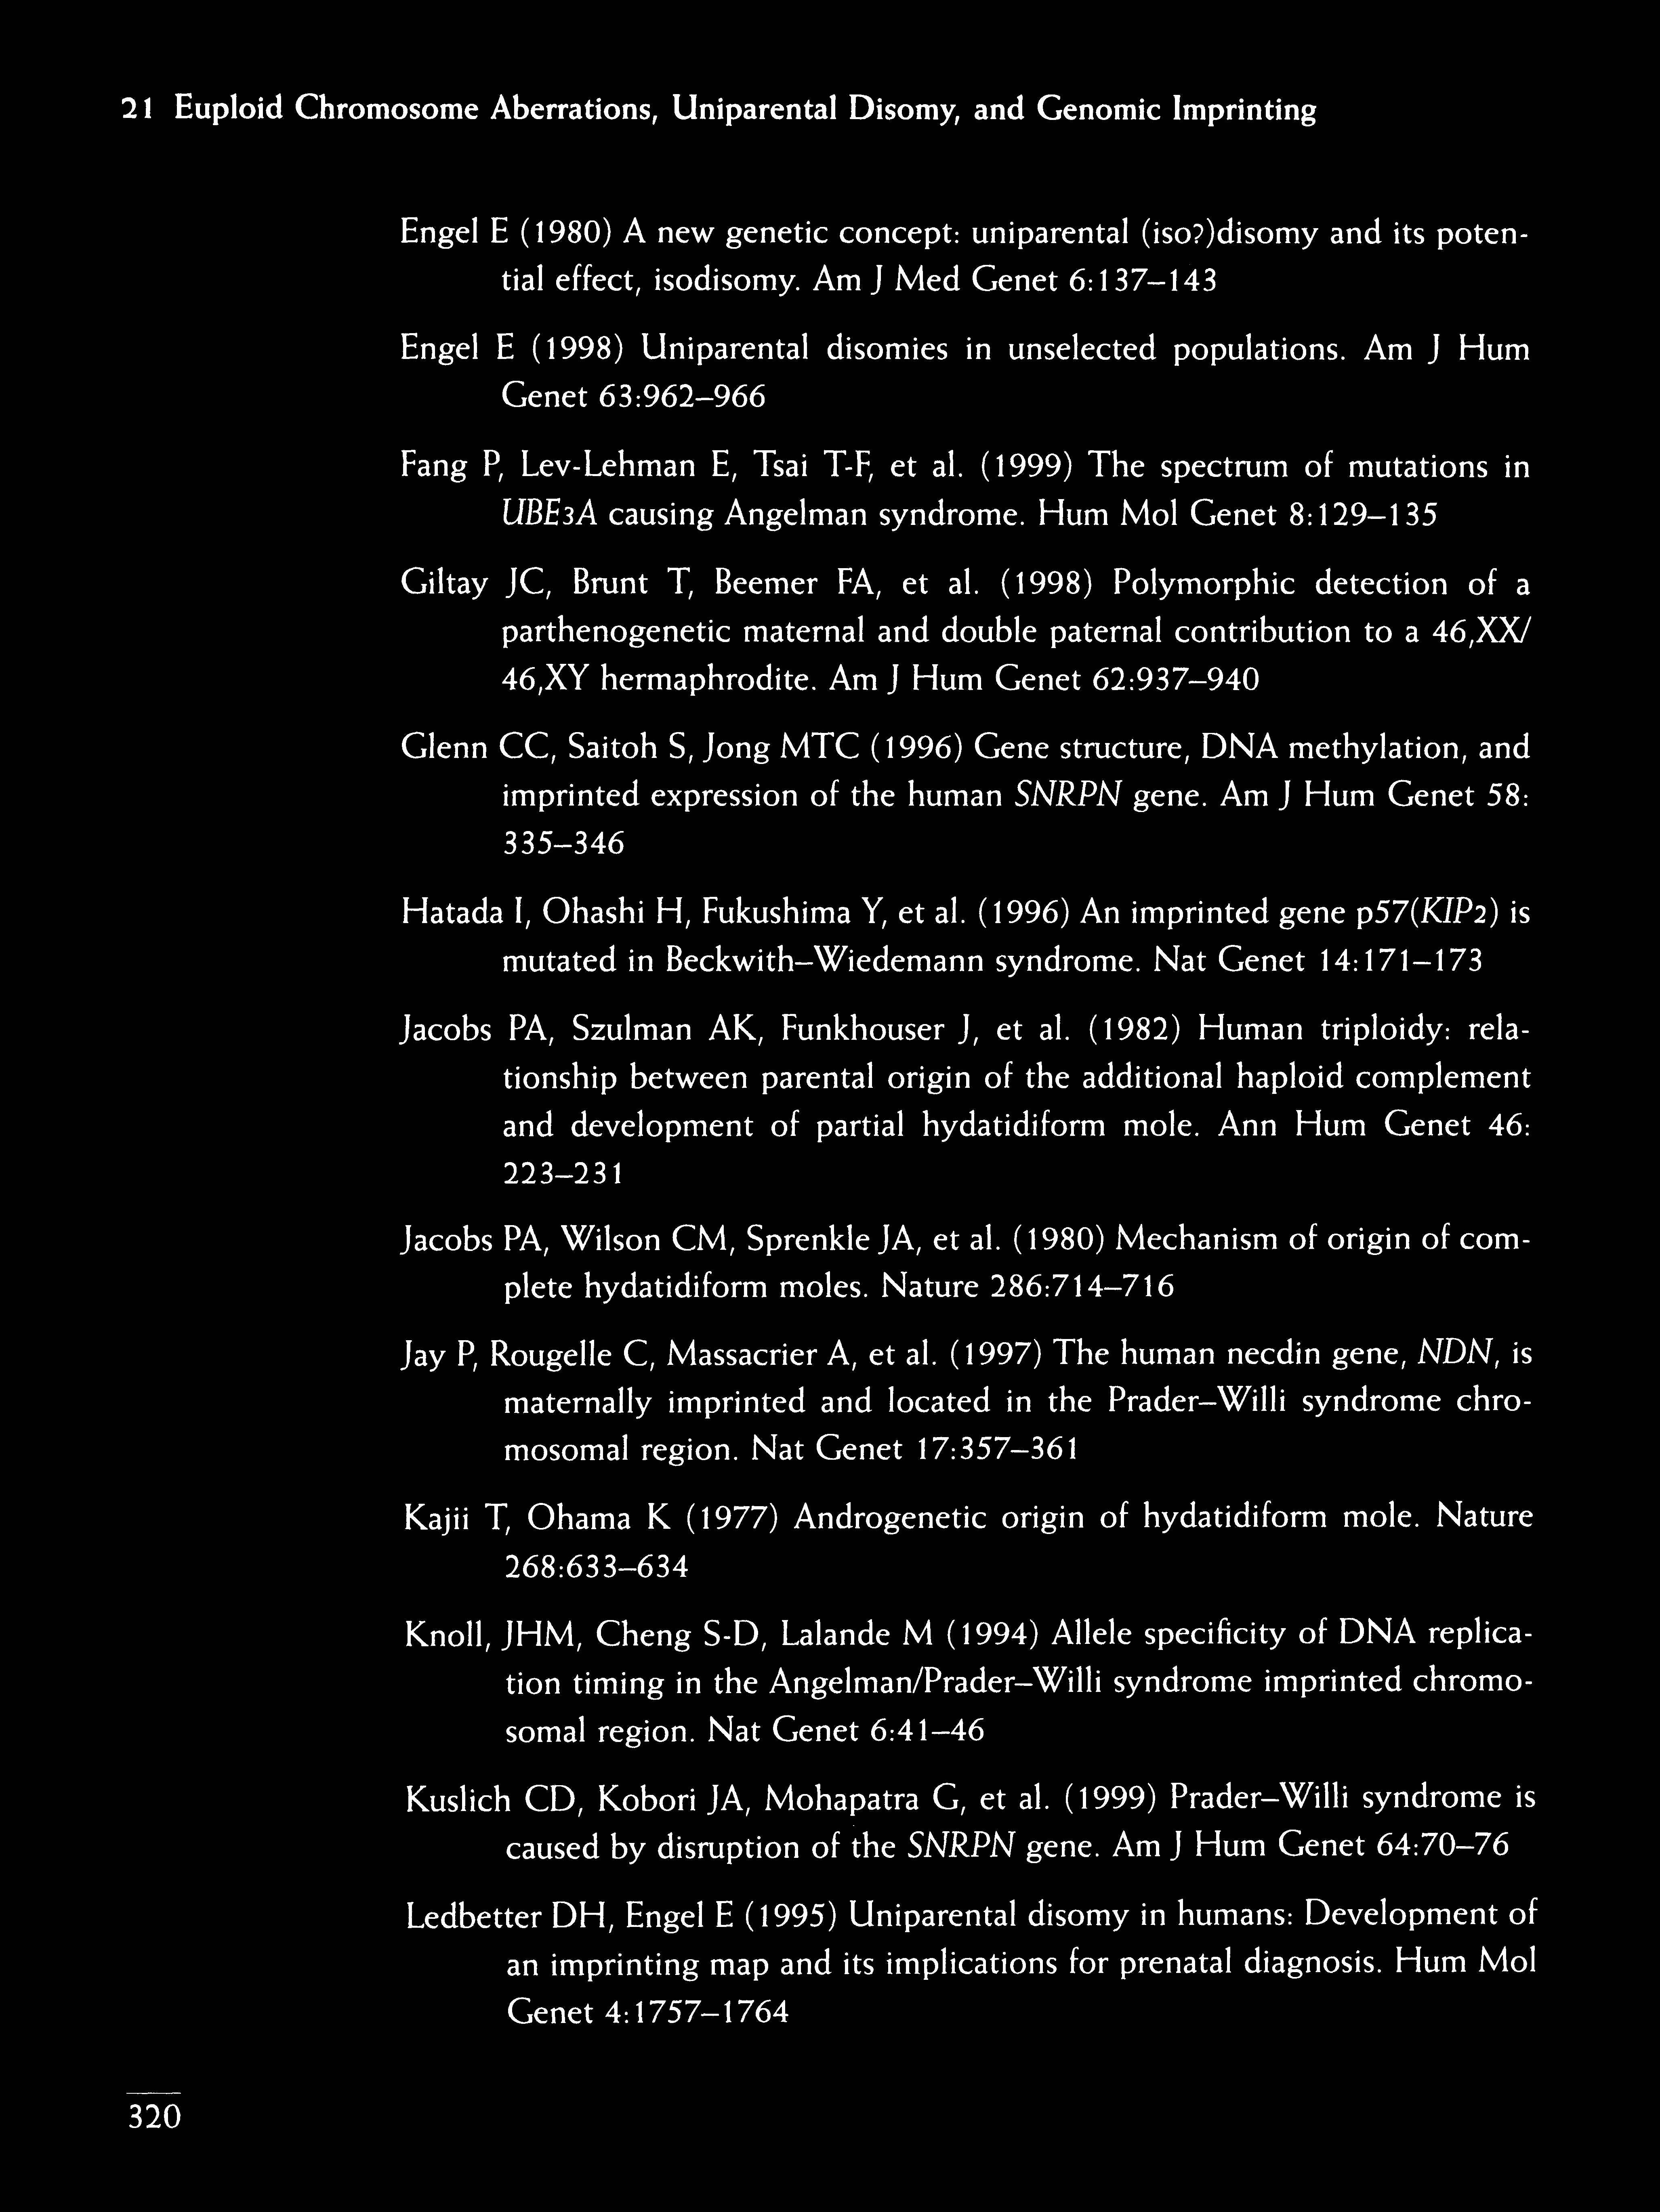 21 Euploid Chromosome Aberrations, Uniparental Disomy, and Genomic Imprinting
Engel E (1980) A new genetic concept: uniparental (iso?)disomy and its poten-
tial effect, isodisomy. Am J Med Genet 6:137–143
Engel E (1998) Uniparental disomies in unselected populations. Am J Hum
Genet 63:962–966
Fang P, Lev-Lehman E, Tsai T-F, et al. (1999) The spectrum of mutations in
UBE3A causing Angelman syndrome. Hum Mol Genet 8:129–135
Giltay JC, Brunt T, Beemer FA, et al. (1998) Polymorphic detection of a
parthenogenetic maternal and double paternal contribution to a 46,XX/
46,XY hermaphrodite. Am J Hum Genet 62:937–940
Glenn CC, Saitoh S, Jong MTC (1996) Gene structure, DNA methylation, and
imprinted expression of the human SNRPN gene. Am J Hum Genet 58:
335–346
Hatada I, Ohashi H, Fukushima Y, et al. (1996) An imprinted gene p57(KIP2) is
mutated in Beckwith–Wiedemann syndrome. Nat Genet 14:171–173
Jacobs PA, Szulman AK, Funkhouser J, et al. (1982) Human triploidy: rela-
tionship between parental origin of the additional haploid complement
and development of partial hydatidiform mole. Ann Hum Genet 46:
223–231
Jacobs PA, Wilson CM, Sprenkle JA, et al. (1980) Mechanism of origin of com-
plete hydatidiform moles. Nature 286:714–716
Jay P, Rougelle C, Massacrier A, et al. (1997) The human necdin gene, NDN, is
maternally imprinted and located in the Prader–Willi syndrome chro-
mosomal region. Nat Genet 17:357–361
Kajii T, Ohama K (1977) Androgenetic origin of hydatidiform mole. Nature
268:633–634
Knoll, JHM, Cheng S-D, Lalande M (1994) Allele specificity of DNA replica-
tion timing in the Angelman/Prader–Willi syndrome imprinted chromo-
somal region. Nat Genet 6:41–46
Kuslich CD, Kobori JA, Mohapatra G, et al. (1999) Prader–Willi syndrome is
caused by disruption of the SNRPN gene. Am J Hum Genet 64:70–76
Ledbetter DH, Engel E (1995) Uniparental disomy in humans: Development of
an imprinting map and its implications for prenatal diagnosis. Hum Mol
Genet 4:1757–1764
320